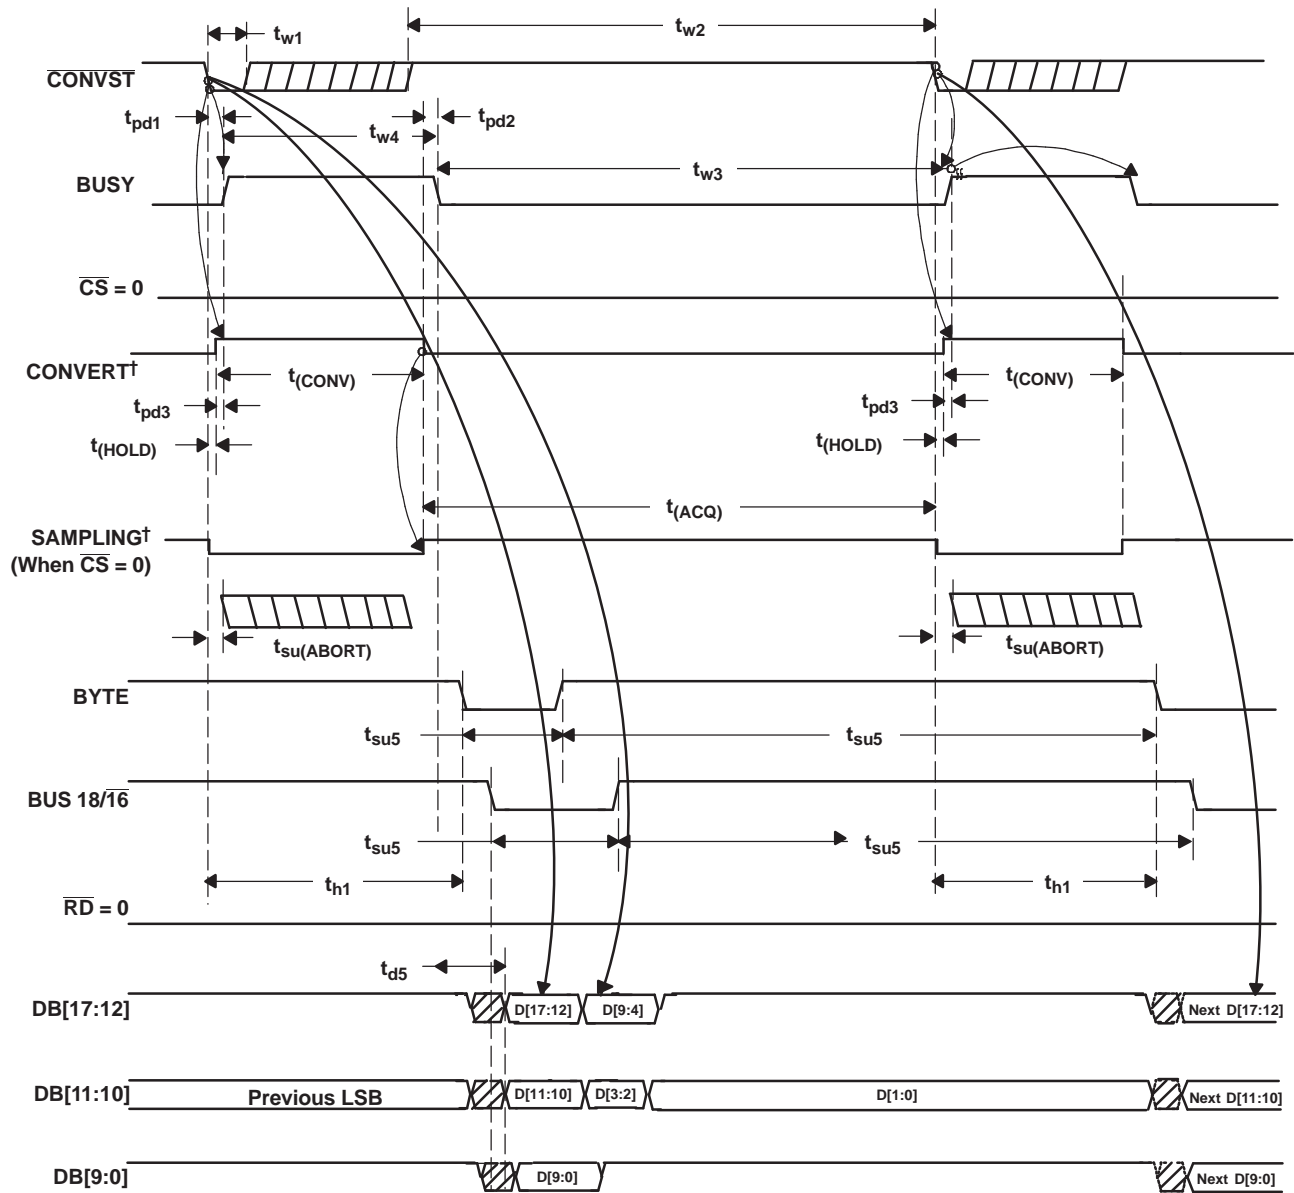 tw1
tw2
CONVST
tpd1
tw4
tpd2
tw3
BUSY
CS = 0
CONVERT†
t(CONV)
t(CONV)
tpd3
tpd3
t(HOLD)
t(HOLD)
t(ACQ)
SAMPLING†
(When CS = 0)
tsu(ABORT)
tsu(ABORT)
BYTE
tsu5
tsu5
BUS 18/16
tsu5
tsu5
th1
th1
RD = 0
td5
DB[17:12]
D[17:12]
D[9:4]
Next D[17:12]
DB[11:10]
Previous LSB
D[11:10]
D[3:2]
D[1:0]
Next D[11:10]
DB[9:0]
D[9:0]
Next D[9:0]